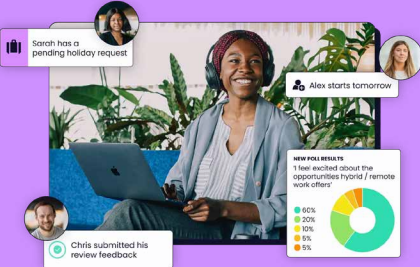 Sarah has a
pending holiday request
Alex starts tomorrow
NEW POLL RESULTS
'I feel excited about the
opportunities hybrid / remote
work offers'
60%
20%
10%
5%
5%
Chris submitted his
review feedback